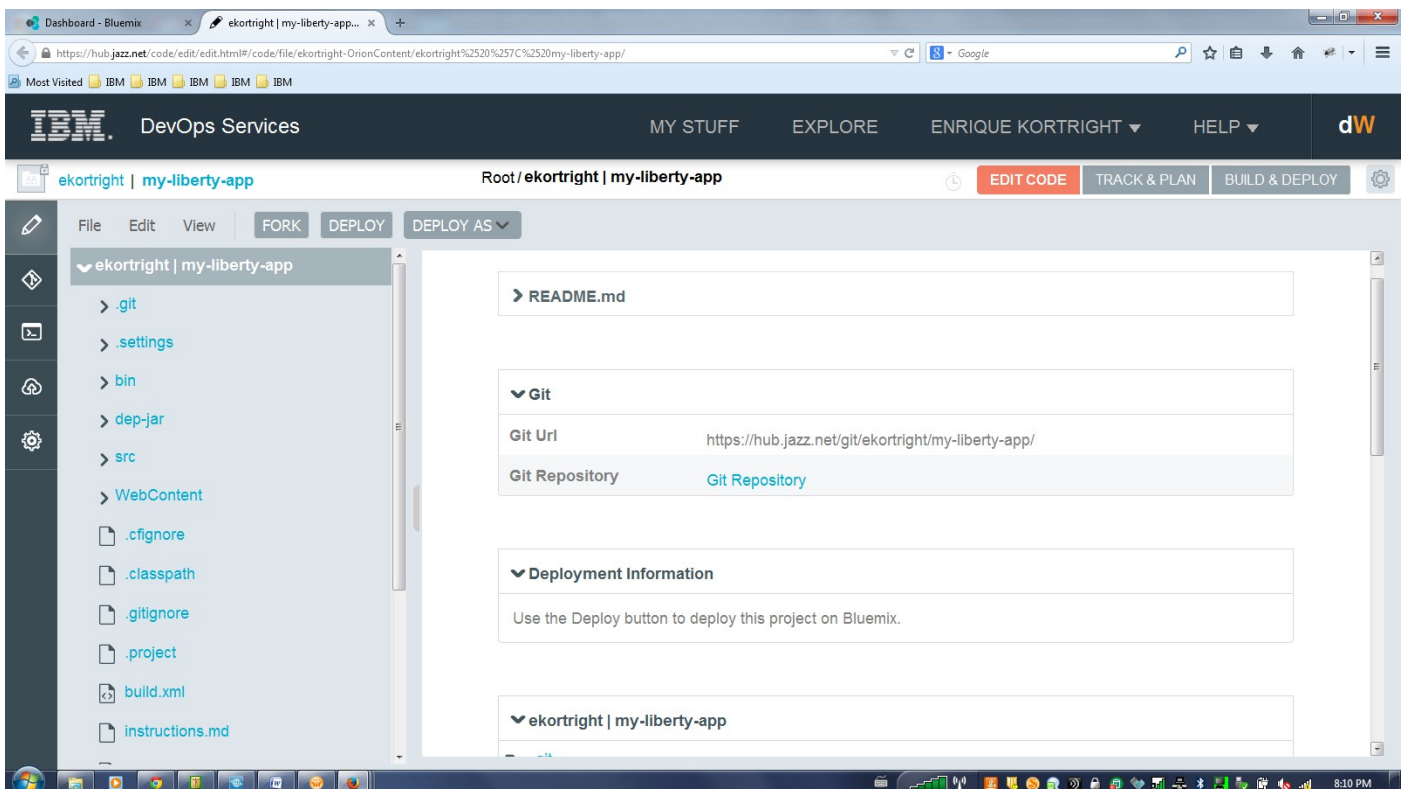 Dashboard - Bluemix
ekortright | my-liberty-app...
https://hub.jazz.net/code/edit/edit.html#/code/file/ekortright-OrionContent/ekortright%2520%257C%2520my-liberty-app/
Google
Most Visited IBM IBM IBM IBM IBM
IBM. DevOps Services MY STUFF EXPLORE ENRIQUE KORTRIGHT HELP dW
ekortright | my-liberty-app Root / ekortright | my-liberty-app EDIT CODE TRACK & PLAN BUILD & DEPLOY
File Edit View FORK DEPLOY DEPLOY AS
ekortright | my-liberty-app
.git
.settings
bin
dep-jar
src
WebContent
.cfignore
.classpath
.gitignore
.project
build.xml
instructions.md
README.md
Git
Git Url https://hub.jazz.net/git/ekortright/my-liberty-app/
Git Repository Git Repository
Deployment Information
Use the Deploy button to deploy this project on Bluemix.
ekortright | my-liberty-app
8:10 PM